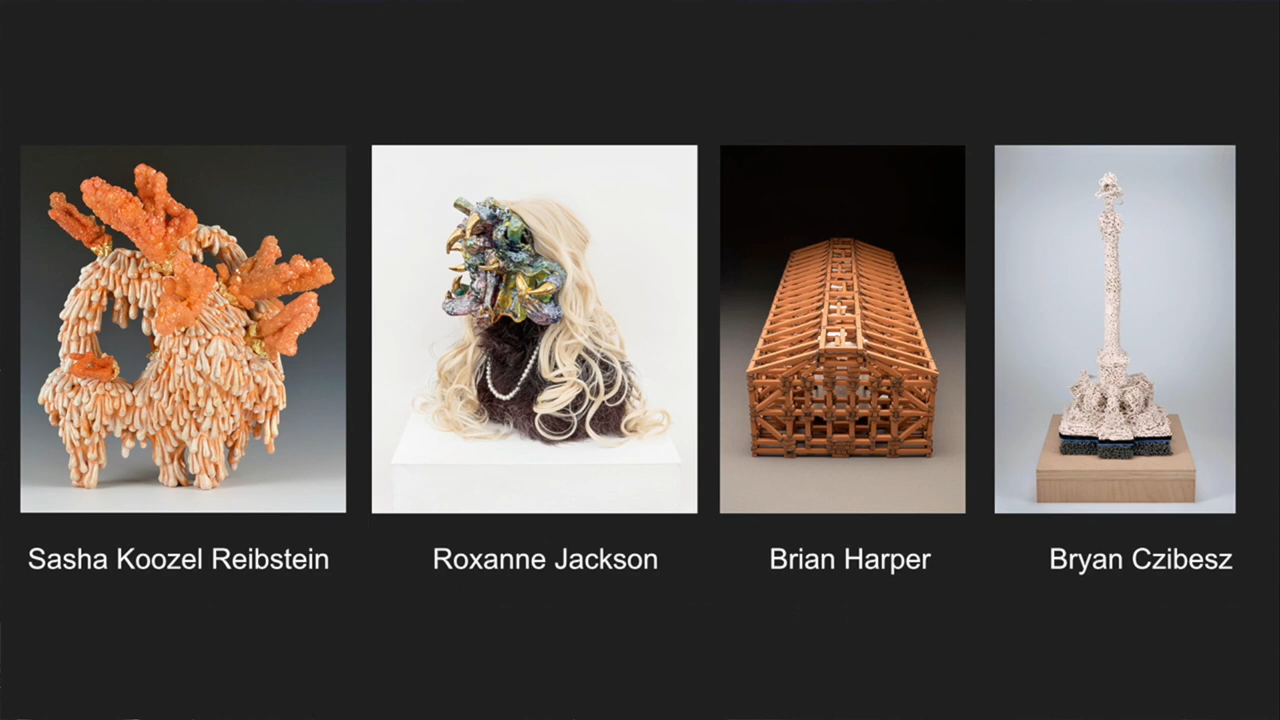 Sasha Koozel Reibstein
Roxanne Jackson
Brian Harper
Bryan Czibesz